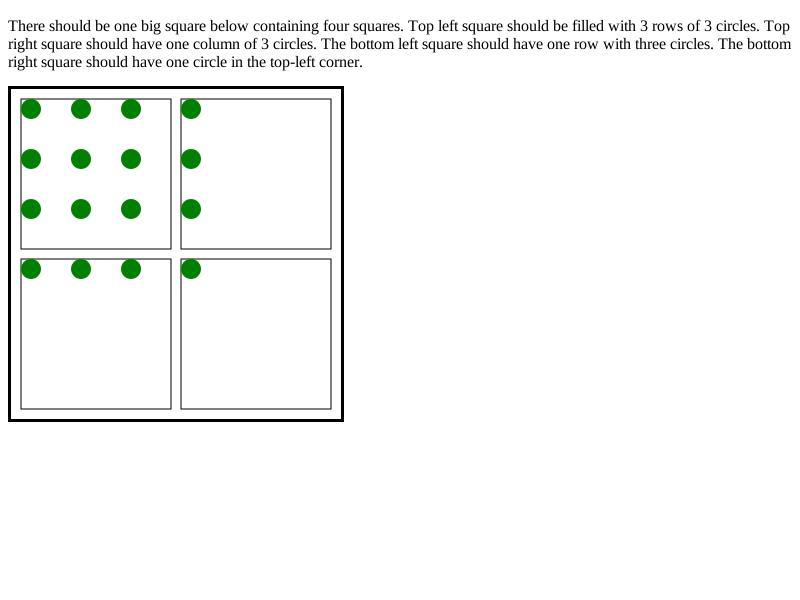 There should be one big square below containing four squares. Top left square should be filled with 3 rows of 3 circles. Top
right square should have one column of 3 circles. The bottom left square should have one row with three circles. The bottom
right square should have one circle in the top-left corner.